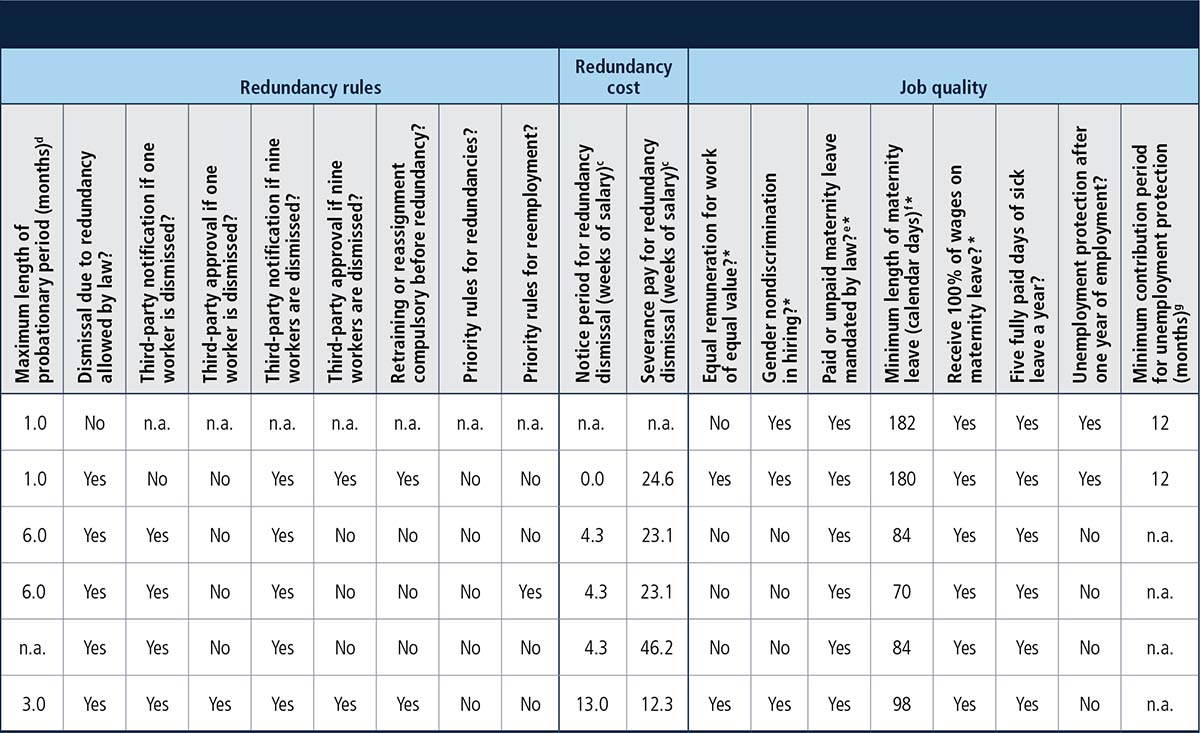 Redundancy rules
Redundancy
cost
Job quality
Maximum length of
probationary period (months)d
Dismissal due to redundancy
allowed by law?
Third-party notification if one
worker is dismissed?
Third-party approval if one
worker is dismissed?
Third-party notification if nine
workers are dismissed?
Third-party approval if nine
workers are dismissed?
Retraining or reassignment
compulsory before redundancy?
Priority rules for redundancies?
Priority rules for reemployment?
Notice period for redundancy
dismissal (weeks of salary)c
Severance pay for redundancy
dismissal (weeks of salary)c
Equal remuneration for work
of equal value?*
Gender nondiscrimination
in hiring?*
Paid or unpaid maternity leave
mandated by law?e*
Minimum length of maternity
leave (calendar days)f*
Receive 100% of wages on
maternity leave?*
Five fully paid days of sick
leave a year?
Unemployment protection after
one year of employment?
Minimum contribution period
for unemployment protection
(months)g
1.0 No n.a. n.a. n.a. n.a. n.a. n.a. n.a. n.a. n.a. No Yes Yes 182 Yes Yes Yes 12
1.0 Yes No No Yes Yes Yes No No 0.0 24.6 Yes Yes Yes 180 Yes Yes Yes 12
6.0 Yes Yes No Yes No No No No 4.3 23.1 No No Yes 84 Yes Yes No n.a.
6.0 Yes Yes No Yes No No No Yes 4.3 23.1 No No Yes 70 Yes Yes No n.a.
n.a. Yes Yes No Yes No No No No 4.3 46.2 No No Yes 84 Yes Yes No n.a.
3.0 Yes Yes Yes Yes Yes Yes No No 13.0 12.3 Yes Yes Yes 98 Yes Yes No n.a.